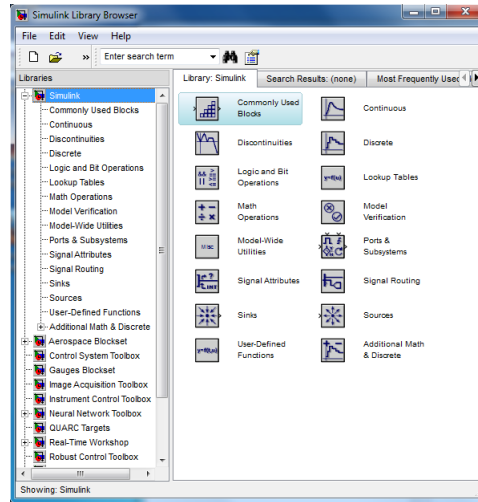 Simulink Library Browser
File Edit View Help
» Enter search term
Libraries
Library: Simulink Search Results: (none) Most Frequently Used
Simulink
Commonly Used Blocks
Continuous
Discontinuities
Discrete
Logic and Bit Operations
Lookup Tables
Math Operations
Model Verification
Model-Wide Utilities
Ports & Subsystems
Signal Attributes
Signal Routing
Sinks
Sources
User-Defined Functions
Additional Math & Discrete
Aerospace Blockset
Control System Toolbox
Gauges Blockset
Image Acquisition Toolbox
Instrument Control Toolbox
Neural Network Toolbox
QUARC Targets
Real-Time Workshop
Robust Control Toolbox
Commonly Used
Blocks
Continuous
Discontinuities
Discrete
Logic and Bit
Operations
Lookup Tables
Math
Operations
Model
Verification
Misc
Model-Wide
Utilities
Ports &
Subsystems
Signal Attributes
Signal Routing
Sinks
Sources
User-Defined
Functions
Additional Math
& Discrete
Showing: Simulink